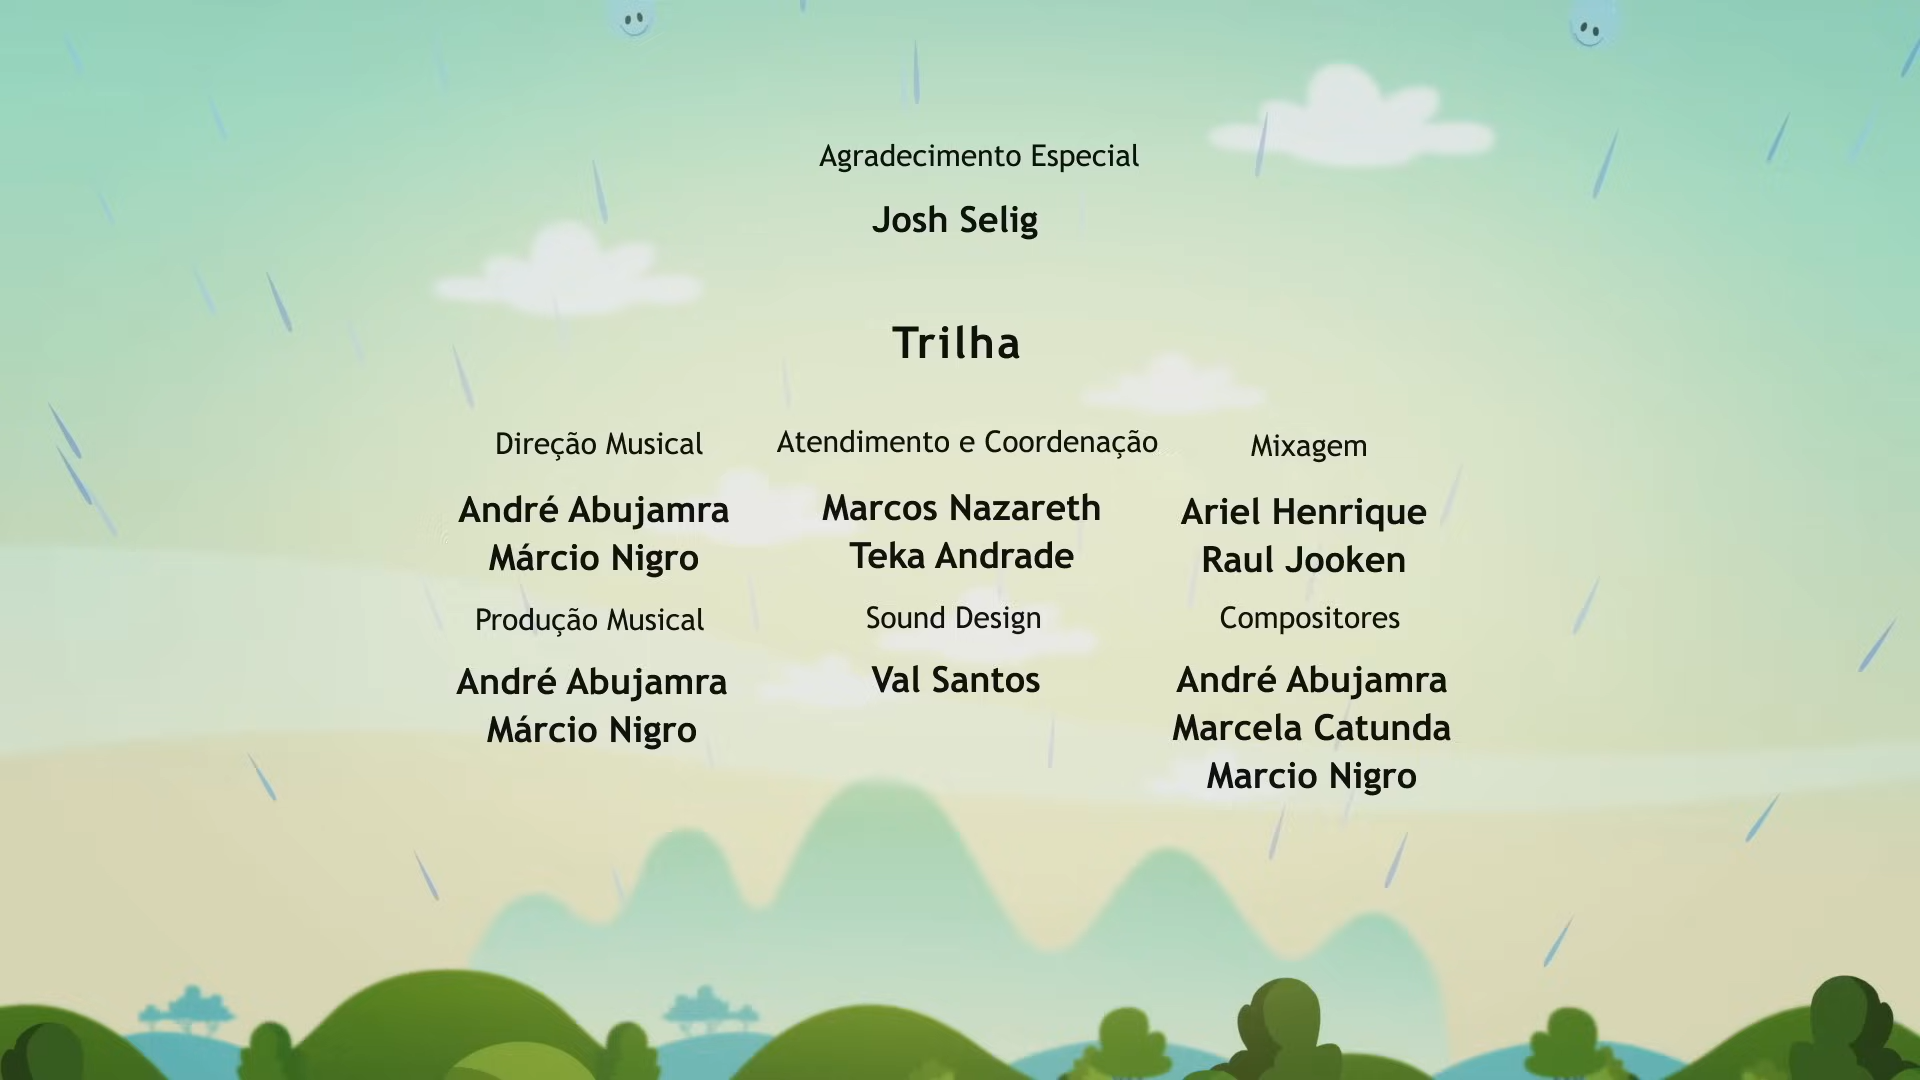 Agradecimento Especial
Josh Selig
Trilha
Direção Musical
André Abujamra
Márcio Nigro
Atendimento e Coordenação
Marcos Nazareth
Teka Andrade
Mixagem
Ariel Henrique
Raul Jooken
Produção Musical
André Abujamra
Márcio Nigro
Sound Design
Val Santos
Compositores
André Abujamra
Marcela Catunda
Marcio Nigro